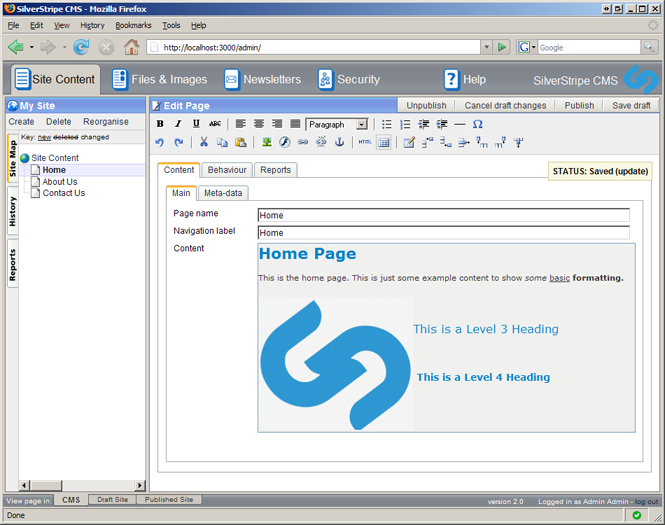 SilverStripe CMS - Mozilla Firefox
File Edit View History Bookmarks Tools Help
http://localhost:3000/admin/
G Google
Site Content Files & Images Newsletters Security Help SilverStripe CMS
My Site Edit Page Unpublish Cancel draft changes Publish Save draft
Create Delete Reorganise
B I U ABC Paragraph Ω
Key: new deleted changed
HTML
Site Map
History
Reports
Site Content
Home
About Us
Contact Us
Content Behaviour Reports
STATUS: Saved (update)
Main Meta-data
Page name Home
Navigation label Home
Content
Home Page
This is the home page. This is just some example content to show some basic formatting.
This is a Level 3 Heading
This is a Level 4 Heading
View page in: CMS Draft Site Published Site version 2.0 Logged in as Admin Admin - log out
Done